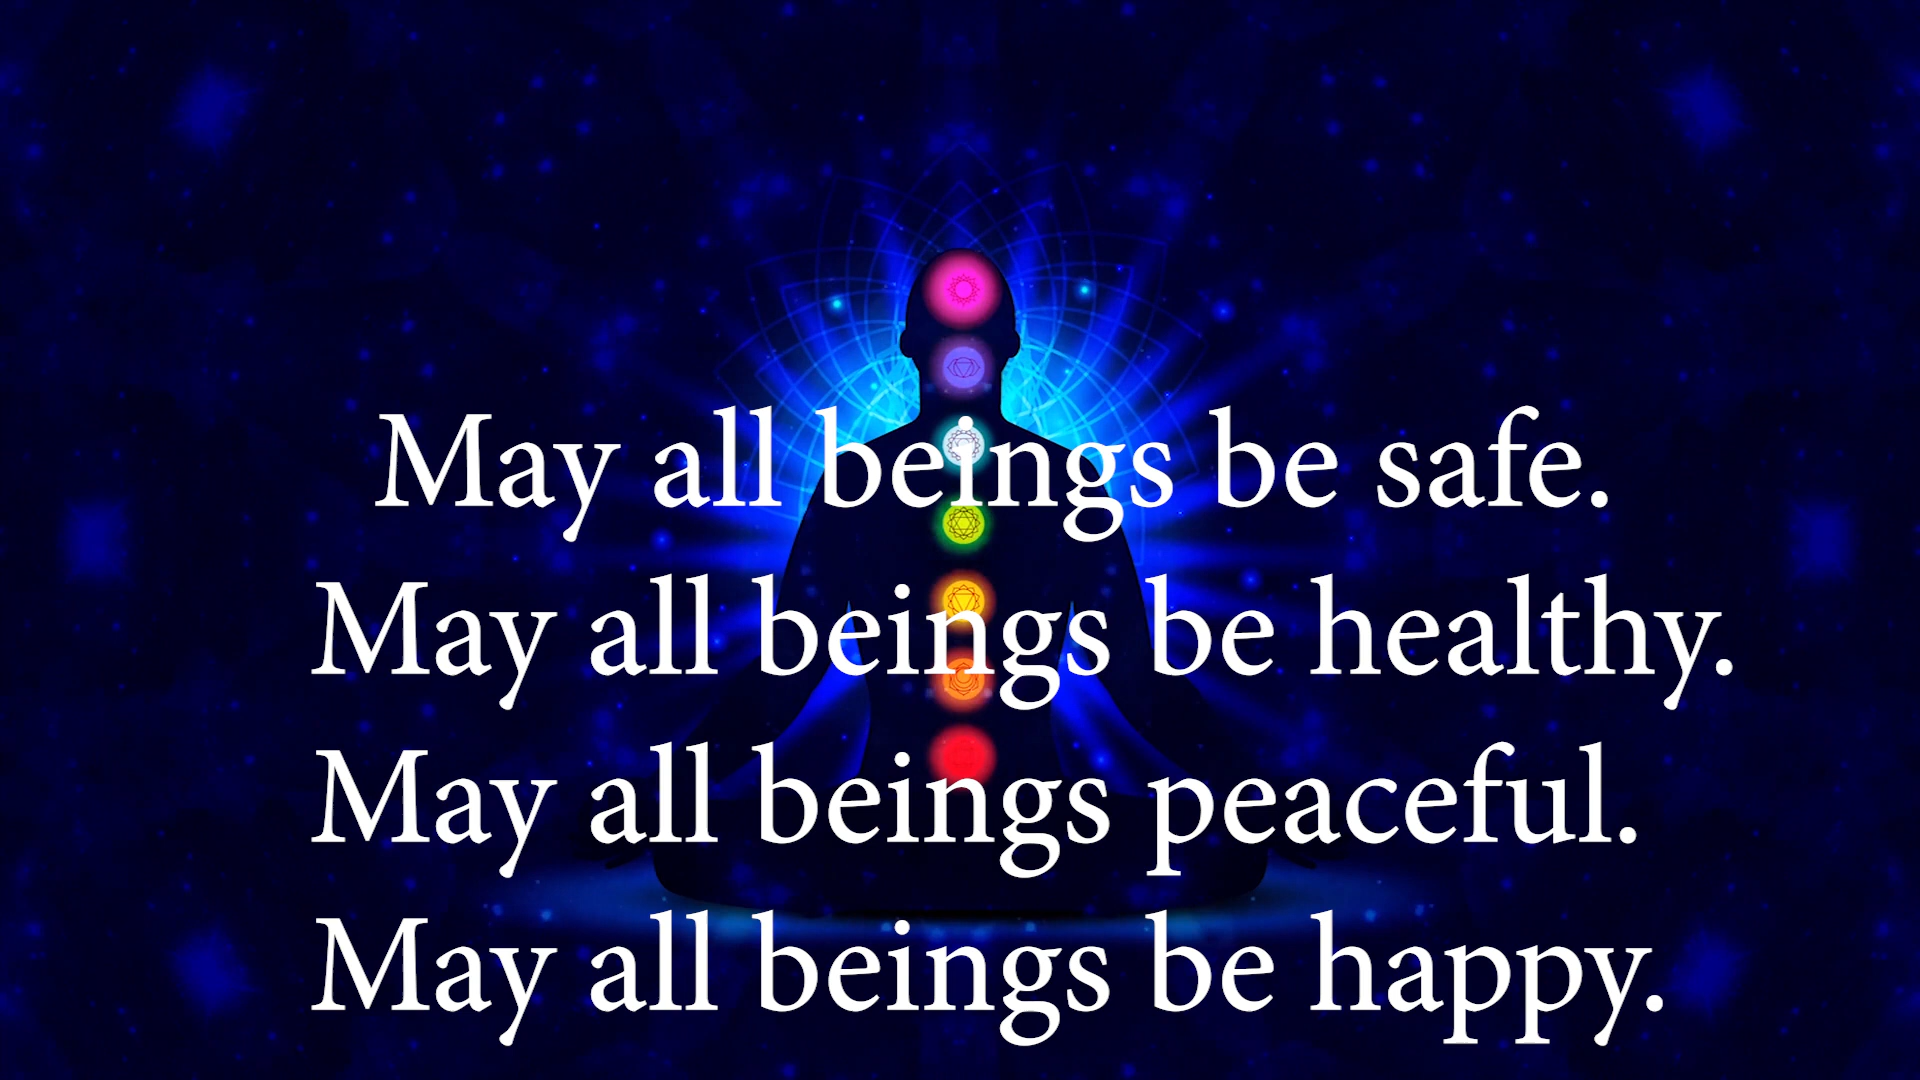 May all beings be safe.
May all beings be healthy.
May all beings peaceful.
May all beings be happy.